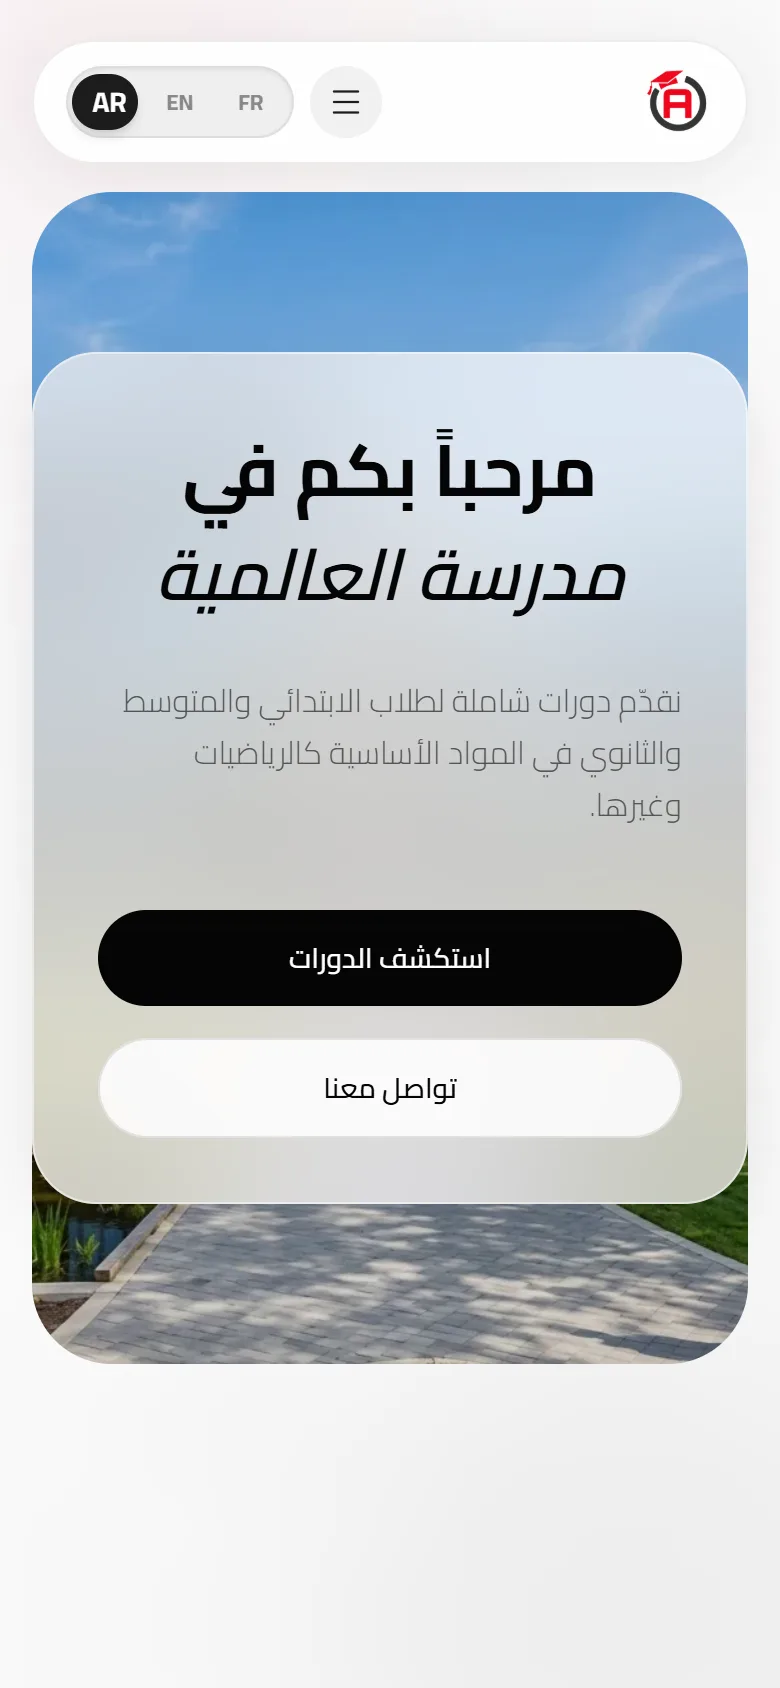 AR EN FR
A
مرحباً بكم في
مدرسة العالمية
نقدّم دورات شاملة لطلاب الابتدائي والمتوسط
والثانوي في المواد الأساسية كالرياضيات
وغيرها.
استكشف الدورات
تواصل معنا